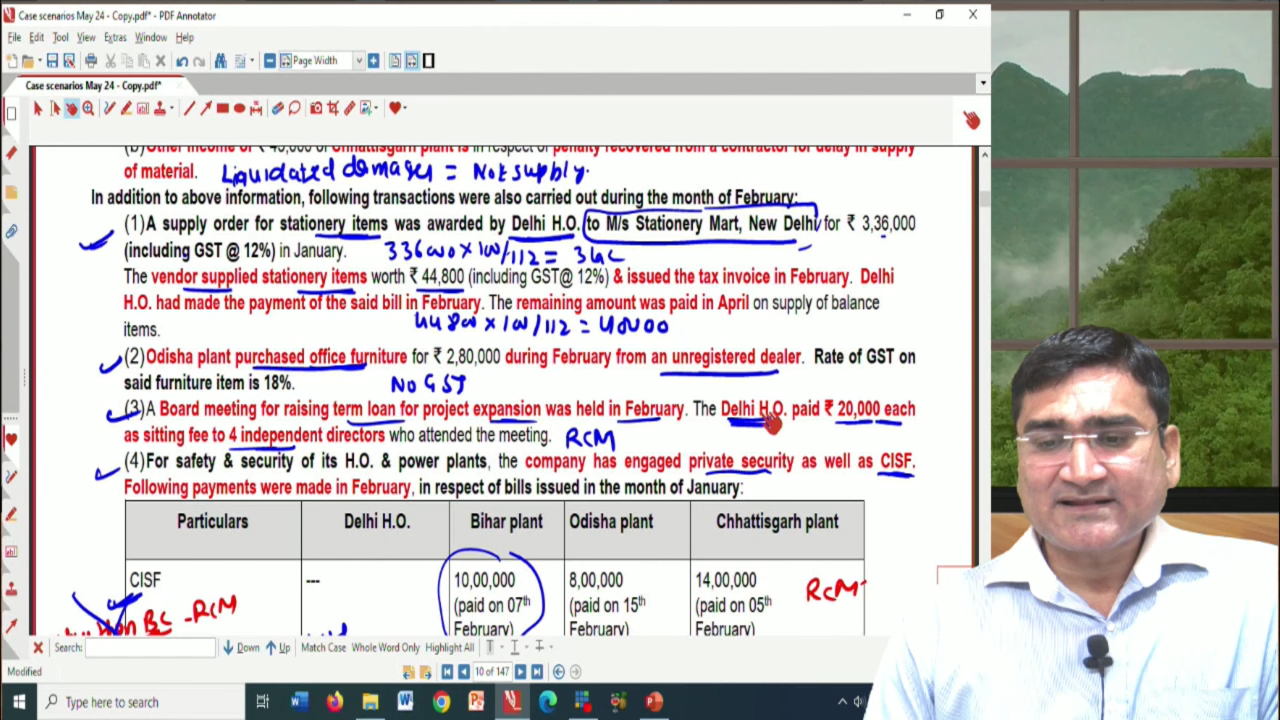 Case scenarios May 24 - Copy.pdf* - PDF Annotator
File Edit Tool View Extras Window Help
Page Width
Case scenarios May 24 - Copy.pdf*
of material. Liquidated damages = Not supply.
In addition to above information, following transactions were also carried out during the month of February:
(1) A supply order for stationery items was awarded by Delhi H.O. to M/s Stationery Mart, New Delhi for ₹ 3,36,000
(including GST @ 12%) in January. 336000 x 100/112 =
The vendor supplied stationery items worth ₹ 44,800 (including GST@ 12%) & issued the tax invoice in February. Delhi
H.O. had made the payment of the said bill in February. The remaining amount was paid in April on supply of balance
items. 44800 x 100/112 = 40000
(2) Odisha plant purchased office furniture for ₹ 2,80,000 during February from an unregistered dealer. Rate of GST on
said furniture item is 18%. No GST
(3) A Board meeting for raising term loan for project expansion was held in February. The Delhi H.O. paid ₹ 20,000 each
as sitting fee to 4 independent directors who attended the meeting. RCM
(4) For safety & security of its H.O. & power plants, the company has engaged private security as well as CISF.
Following payments were made in February, in respect of bills issued in the month of January:
Particulars Delhi H.O. Bihar plant Odisha plant Chhattisgarh plant
CISF --- 10,00,000 8,00,000 14,00,000 RCM
(paid on 07th (paid on 15th (paid on 05th
BC - RCM February) February) February)
Search: Down Up Match Case Whole Word Only Highlight All
Modified 10 of 147
Type here to search